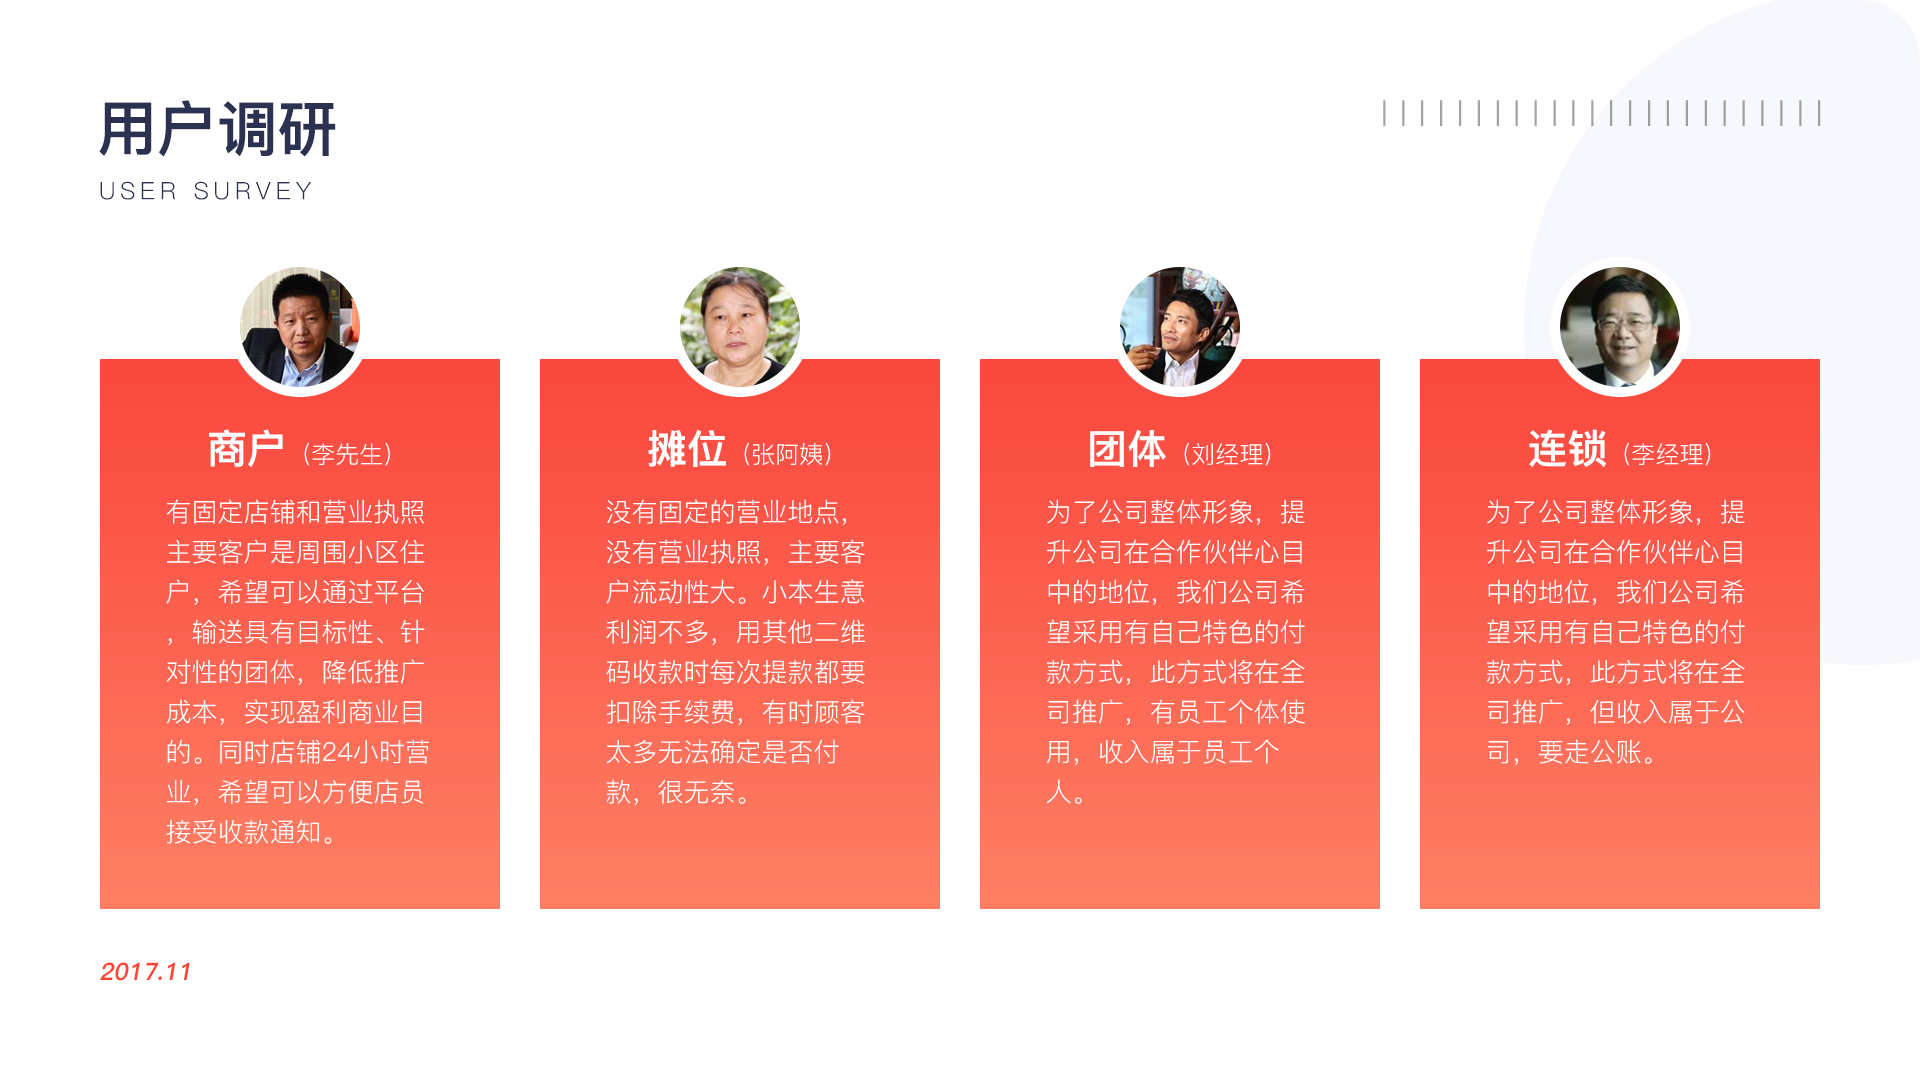 用户调研
USER SURVEY
商户（李先生）
有固定店铺和营业执照
主要客户是周围小区住
户，希望可以通过平台
，输送具有目标性、针
对性的团体，降低推广
成本，实现盈利商业目
的。同时店铺24小时营
业，希望可以方便店员
接受收款通知。
摊位（张阿姨）
没有固定的营业地点，
没有营业执照，主要客
户流动性大。小本生意
利润不多，用其他二维
码收款时每次提款都要
扣除手续费，有时顾客
太多无法确定是否付
款，很无奈。
团体（刘经理）
为了公司整体形象，提
升公司在合作伙伴心目
中的地位，我们公司希
望采用有自己特色的付
款方式，此方式将在全
司推广，有员工个体使
用，收入属于员工个
人。
连锁（李经理）
为了公司整体形象，提
升公司在合作伙伴心目
中的地位，我们公司希
望采用有自己特色的付
款方式，此方式将在全
司推广，但收入属于公
司，要走公账。
2017.11